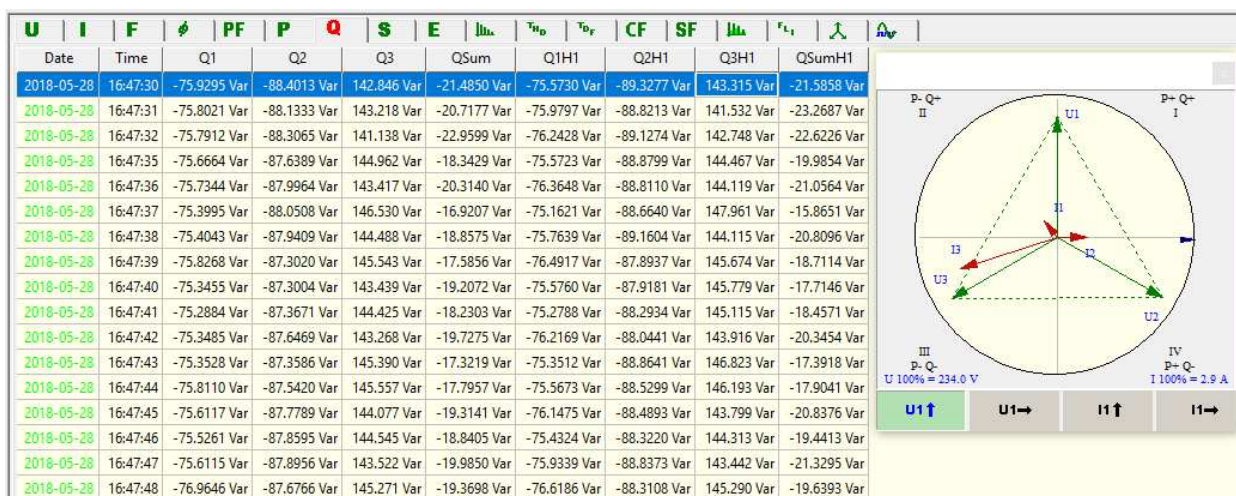 U I F ϕ PF P Q S E THD TDF CF SF FLI
Date Time Q1 Q2 Q3 QSum Q1H1 Q2H1 Q3H1 QSumH1
2018-05-28 16:47:30 -75.9295 Var -88.4013 Var 142.846 Var -21.4850 Var -75.5730 Var -89.3277 Var 143.315 Var -21.5858 Var
2018-05-28 16:47:31 -75.8021 Var -88.1333 Var 143.218 Var -20.7177 Var -75.9797 Var -88.8213 Var 141.532 Var -23.2687 Var
2018-05-28 16:47:32 -75.7912 Var -88.3065 Var 141.138 Var -22.9599 Var -76.2428 Var -89.1274 Var 142.748 Var -22.6226 Var
2018-05-28 16:47:35 -75.6664 Var -87.6389 Var 144.962 Var -18.3429 Var -75.5723 Var -88.8799 Var 144.467 Var -19.9854 Var
2018-05-28 16:47:36 -75.7344 Var -87.9964 Var 143.417 Var -20.3140 Var -76.3648 Var -88.8110 Var 144.119 Var -21.0564 Var
2018-05-28 16:47:37 -75.3995 Var -88.0508 Var 146.530 Var -16.9207 Var -75.1621 Var -88.6640 Var 147.961 Var -15.8651 Var
2018-05-28 16:47:38 -75.4043 Var -87.9409 Var 144.488 Var -18.8575 Var -75.7639 Var -89.1604 Var 144.115 Var -20.8096 Var
2018-05-28 16:47:39 -75.8268 Var -87.3020 Var 145.543 Var -17.5856 Var -76.4917 Var -87.8937 Var 145.674 Var -18.7114 Var
2018-05-28 16:47:40 -75.3455 Var -87.3004 Var 143.439 Var -19.2072 Var -75.5760 Var -87.9181 Var 145.779 Var -17.7146 Var
2018-05-28 16:47:41 -75.2884 Var -87.3671 Var 144.425 Var -18.2303 Var -75.2788 Var -88.2934 Var 145.115 Var -18.4571 Var
2018-05-28 16:47:42 -75.3485 Var -87.6469 Var 143.268 Var -19.7275 Var -76.2169 Var -88.0441 Var 143.916 Var -20.3454 Var
2018-05-28 16:47:43 -75.3528 Var -87.3586 Var 145.390 Var -17.3219 Var -75.3512 Var -88.8641 Var 146.823 Var -17.3918 Var
2018-05-28 16:47:44 -75.8110 Var -87.5420 Var 145.557 Var -17.7957 Var -75.5673 Var -88.5299 Var 146.193 Var -17.9041 Var
2018-05-28 16:47:45 -75.6117 Var -87.7789 Var 144.077 Var -19.3141 Var -76.1475 Var -88.4893 Var 143.799 Var -20.8376 Var
2018-05-28 16:47:46 -75.5261 Var -87.8595 Var 144.545 Var -18.8405 Var -75.4324 Var -88.3220 Var 144.313 Var -19.4413 Var
2018-05-28 16:47:47 -75.6115 Var -87.8956 Var 143.522 Var -19.9850 Var -75.9339 Var -88.8373 Var 143.442 Var -21.3295 Var
2018-05-28 16:47:48 -76.9646 Var -87.6766 Var 145.271 Var -19.3698 Var -76.6186 Var -88.3108 Var 145.290 Var -19.6393 Var
P- Q+ P+ Q+
II I
U1
I1
I3 I2
U3
U2
III IV
P- Q- P+ Q-
U 100% = 234.0 V I 100% = 2.9 A
U1↑ U1→ I1↑ I1→